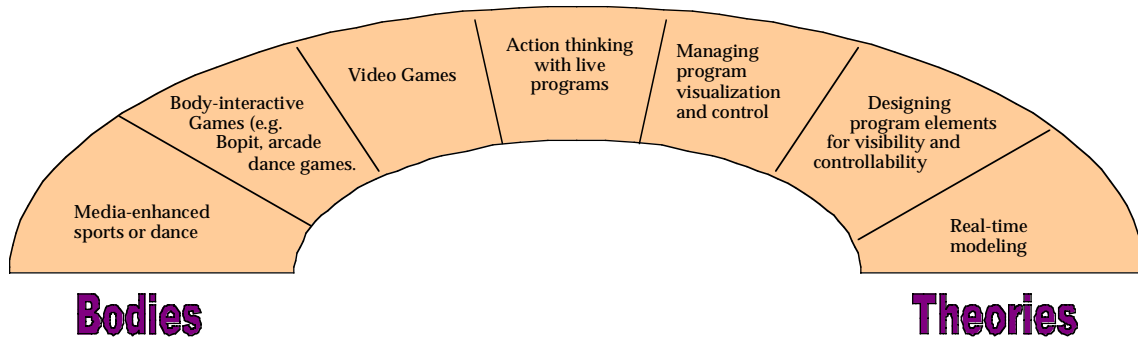 Media-enhanced
sports or dance
Body-interactive
Games (e.g.
Bopit, arcade
dance games.
Video Games
Action thinking
with live
programs
Managing
program
visualization
and control
Designing
program elements
for visibility and
controllability
Real-time
modeling
Bodies
Theories